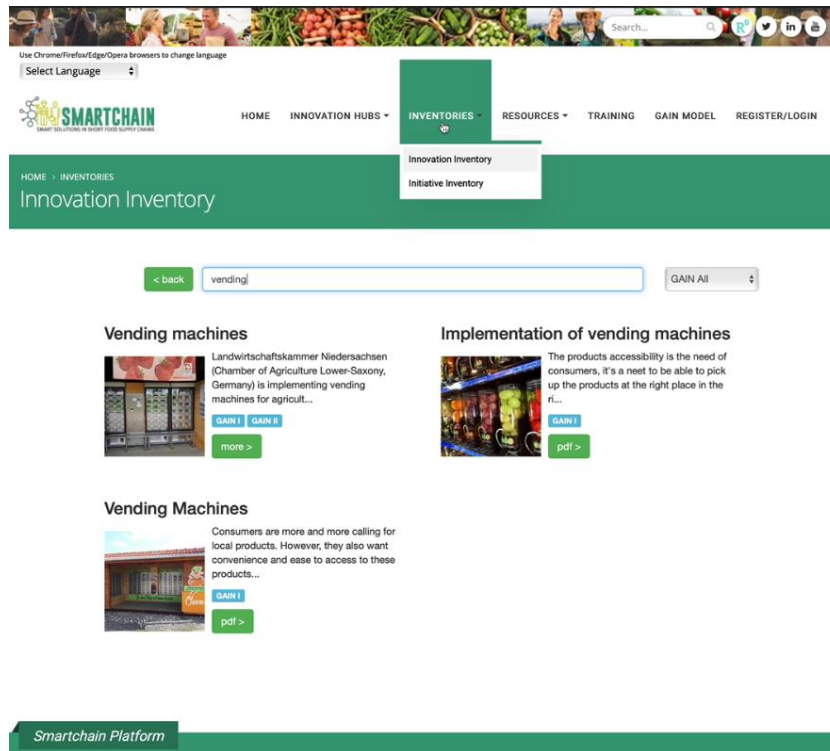 Search...
R⁶
in
Use Chrome/Firefox/Edge/Opera browsers to change language
Select Language
SMARTCHAIN
SMART SOLUTIONS IN SHORT FOOD SUPPLY CHAINS
HOME
INNOVATION HUBS
INVENTORIES
RESOURCES
TRAINING
GAIN MODEL
REGISTER/LOGIN
Innovation Inventory
Initiative Inventory
HOME > INVENTORIES
Innovation Inventory
< back
vending
GAIN All
Vending machines
Landwirtschaftskammer Niedersachsen
(Chamber of Agriculture Lower-Saxony,
Germany) is implementing vending
machines for agricult...
GAIN I GAIN II
more >
Implementation of vending machines
The products accessibility is the need of
consumers, it's a neet to be able to pick
up the products at the right place in the
ri...
GAIN I
pdf >
Vending Machines
Consumers are more and more calling for
local products. However, they also want
convenience and ease to access to these
products...
GAIN I
pdf >
Smartchain Platform